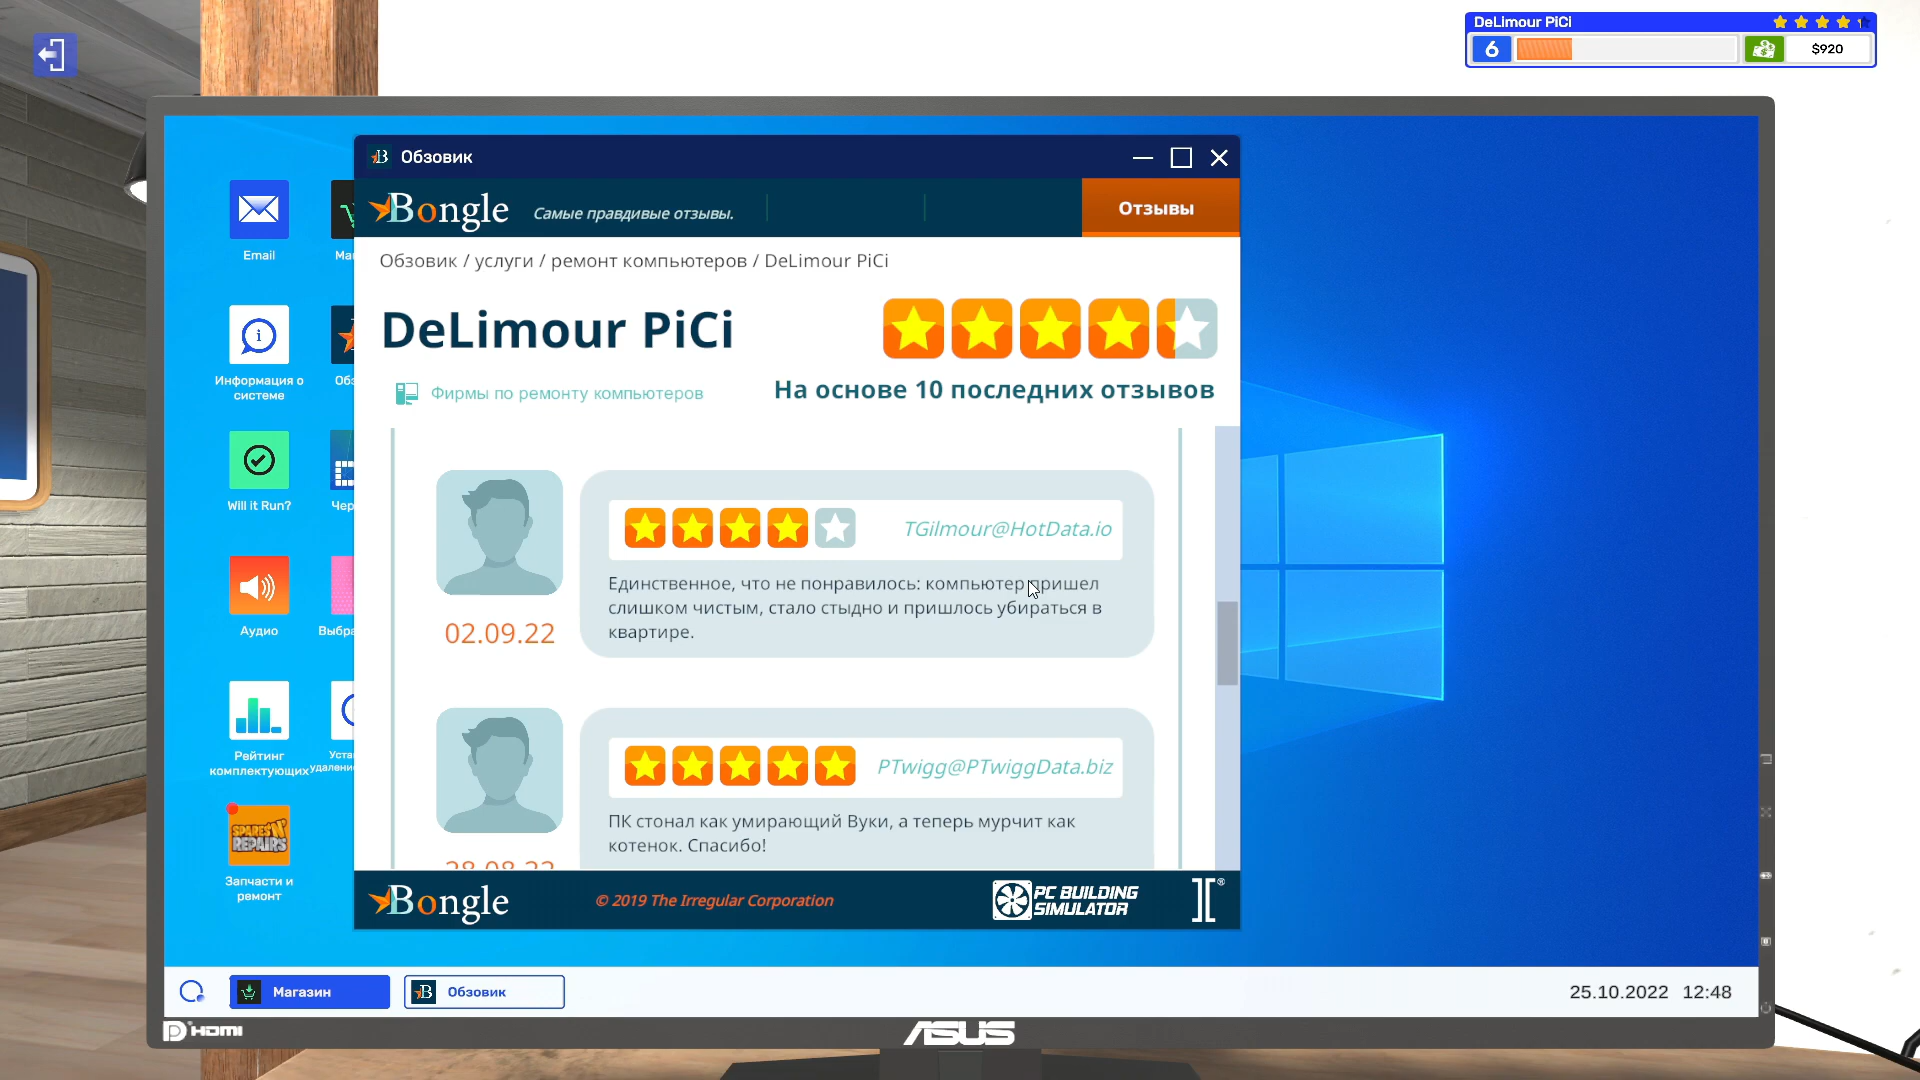 DeLimour PiCi
6
$920
Обзовик
Bongle
Самые правдивые отзывы.
Отзывы
Обзовик / услуги / ремонт компьютеров / DeLimour PiCi
DeLimour PiCi
Фирмы по ремонту компьютеров
На основе 10 последних отзывов
Email
Информация о
системе
Will it Run?
Аудио
Рейтинг
комплектующих
SPARES 'N' REPAIRS
Запчасти и
ремонт
TGilmour@HotData.io
Единственное, что не понравилось: компьютер пришел
слишком чистым, стало стыдно и пришлось убираться в
квартире.
02.09.22
PTwigg@PTwiggData.biz
ПК стонал как умирающий Вуки, а теперь мурчит как
котенок. Спасибо!
Bongle
© 2019 The Irregular Corporation
PC BUILDING
SIMULATOR
Магазин
Обзовик
25.10.2022 12:48
HDMI
ASUS